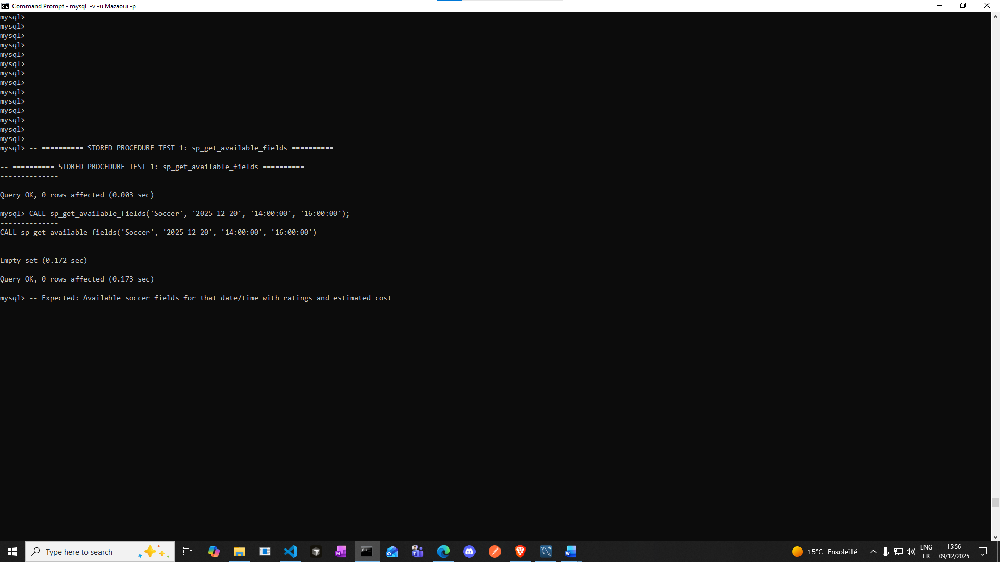 Command Prompt - mysql  -v -u Mazaoui -p
mysql>
mysql>
mysql>
mysql>
mysql>
mysql>
mysql>
mysql>
mysql>
mysql>
mysql>
mysql>
mysql>
mysql>
mysql> -- ========== STORED PROCEDURE TEST 1: sp_get_available_fields ==========
--------------
-- ========== STORED PROCEDURE TEST 1: sp_get_available_fields ==========
--------------
Query OK, 0 rows affected (0.003 sec)
mysql> CALL sp_get_available_fields('Soccer', '2025-12-20', '14:00:00', '16:00:00');
--------------
CALL sp_get_available_fields('Soccer', '2025-12-20', '14:00:00', '16:00:00')
--------------
Empty set (0.172 sec)
Query OK, 0 rows affected (0.173 sec)
mysql> -- Expected: Available soccer fields for that date/time with ratings and estimated cost
Type here to search
15°C Ensoleillé
ENG
FR
15:56
09/12/2025